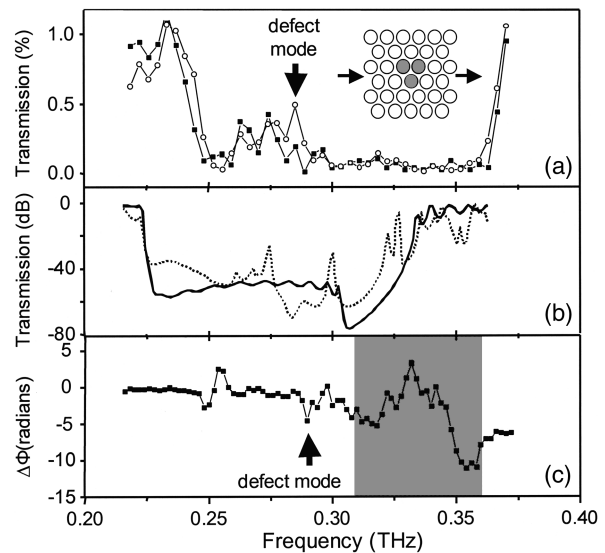 Transmission (%)
1.0
0.5
0.0
defect
mode
(a)
Transmission (dB)
0
-40
-80
(b)
ΔΦ(radians)
5
0
-5
-10
-15
defect mode
(c)
0.20
0.25
0.30
0.35
0.40
Frequency (THz)